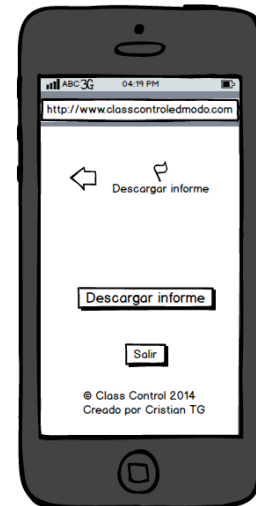 ABC 3G 04:19 PM
http://www.classcontroledmodo.com
Descargar informe
Descargar informe
Salir
© Class Control 2014
Creado por Cristian TG